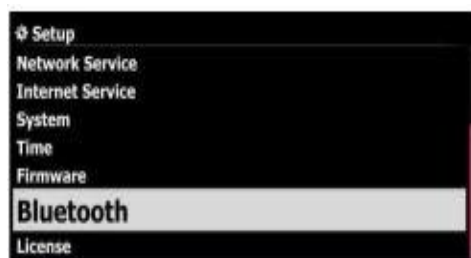 Setup
Network Service
Internet Service
System
Time
Firmware
Bluetooth
License